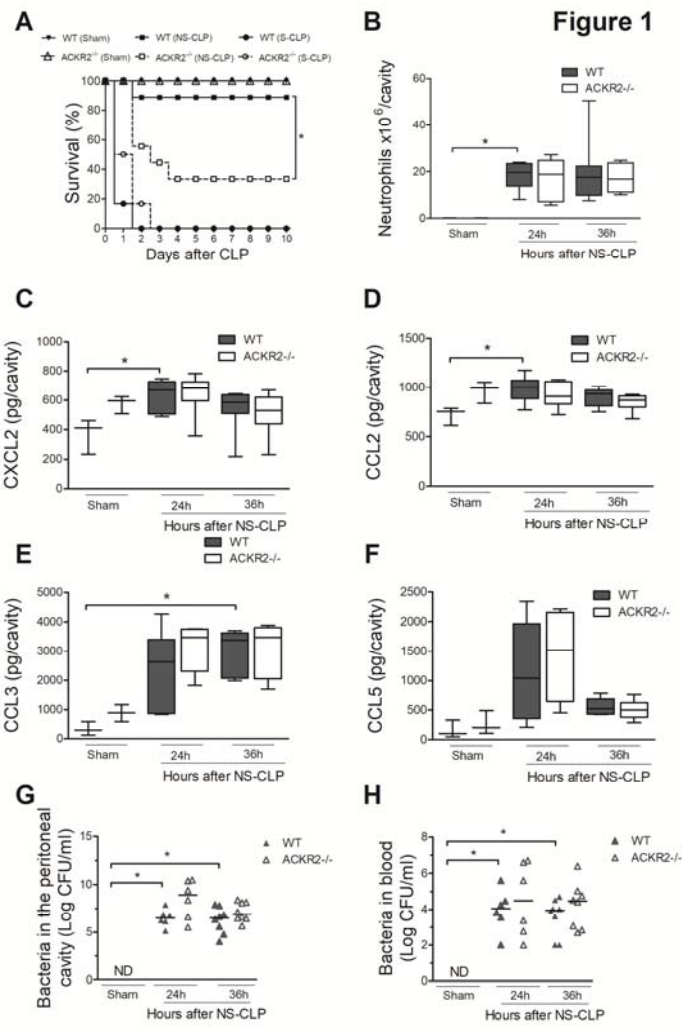 Figure 1
A
WT (Sham) WT (NS-CLP) WT (S-CLP)
ACKR2-/- (Sham) ACKR2-/- (NS-CLP) ACKR2-/- (S-CLP)
Survival (%)
100
80
60
40
20
0
*
0 1 2 3 4 5 6 7 8 9 10
Days after CLP
B
WT
ACKR2-/-
Neutrophils x10⁶/cavity
60
40
20
0
*
Sham 24h 36h
Hours after NS-CLP
C
WT
ACKR2-/-
CXCL2 (pg/cavity)
1000
800
600
400
200
0
*
Sham 24h 36h
Hours after NS-CLP
D
WT
ACKR2-/-
CCL2 (pg/cavity)
1500
1000
500
0
*
Sham 24h 36h
Hours after NS-CLP
E
WT
ACKR2-/-
CCL3 (pg/cavity)
5000
4000
3000
2000
1000
0
*
Sham 24h 36h
Hours after NS-CLP
F
WT
ACKR2-/-
CCL5 (pg/cavity)
2500
2000
1500
1000
500
0
Sham 24h 36h
Hours after NS-CLP
G
WT
ACKR2-/-
Bacteria in the peritoneal
cavity (Log CFU/ml)
15
10
5
0
*
*
ND
Sham 24h 36h
Hours after NS-CLP
H
WT
ACKR2-/-
Bacteria in blood
(Log CFU/ml)
8
6
4
2
0
*
*
ND
Sham 24h 36h
Hours after NS-CLP